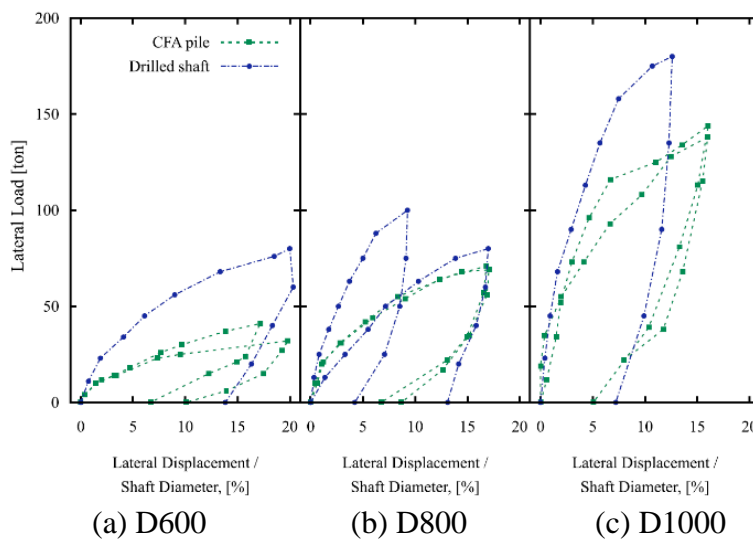 CFA pile
Drilled shaft
Lateral Load [ton]
200
150
100
50
0
0 5 10 15 20
0 5 10 15 20
0 5 10 15 20
Lateral Displacement / Lateral Displacement / Lateral Displacement /
Shaft Diameter, [%] Shaft Diameter, [%] Shaft Diameter, [%]
(a) D600 (b) D800 (c) D1000